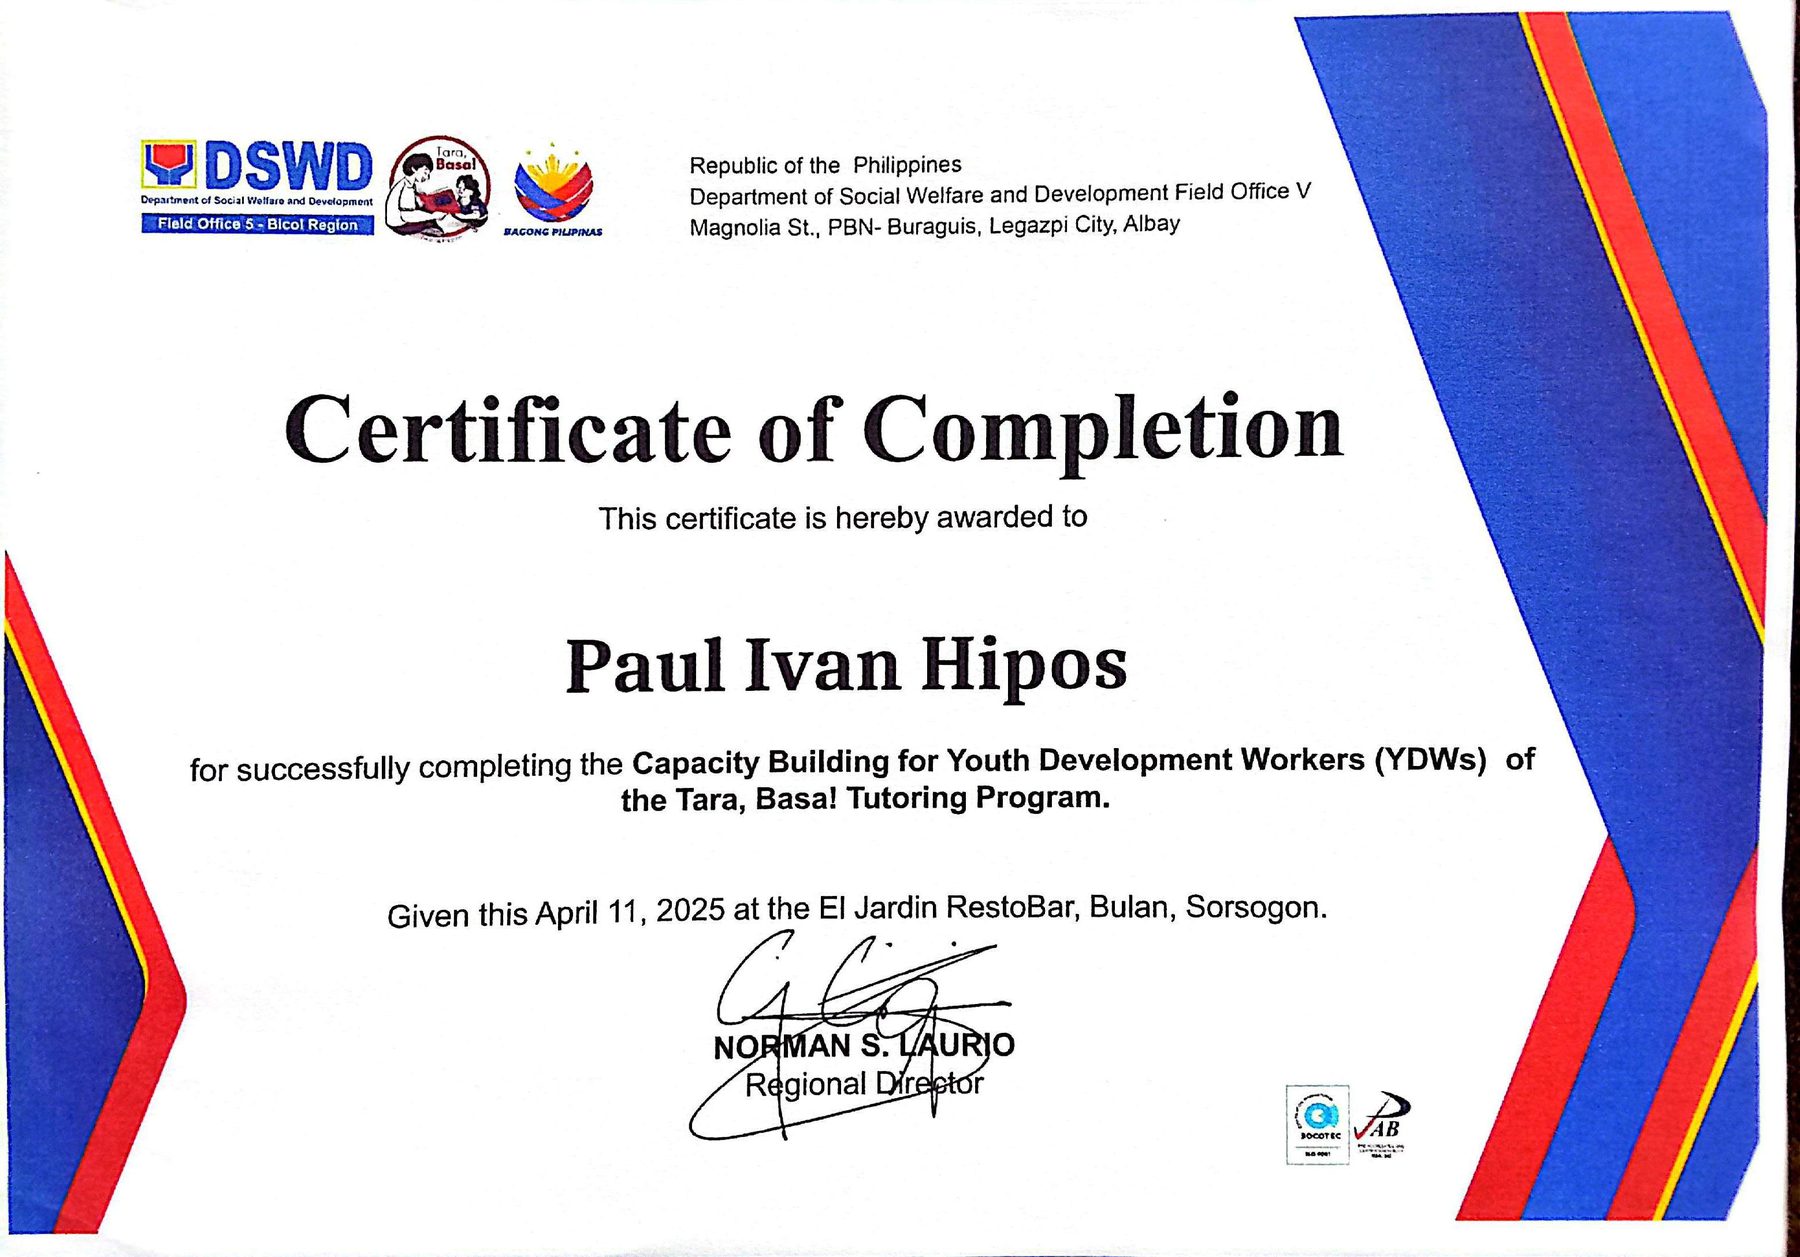 DSWD
Department of Social Welfare and Development
Field Office 5 - Bicol Region
Tara,
Basa!
BAGONG PILIPINAS
Republic of the Philippines
Department of Social Welfare and Development Field Office V
Magnolia St., PBN- Buraguis, Legazpi City, Albay
Certificate of Completion
This certificate is hereby awarded to
Paul Ivan Hipos
for successfully completing the Capacity Building for Youth Development Workers (YDWs) of
the Tara, Basa! Tutoring Program.
Given this April 11, 2025 at the El Jardin RestoBar, Bulan, Sorsogon.
NORMAN S. LAURIO
Regional Director
SOCOTEC
ISO 9001
PAB